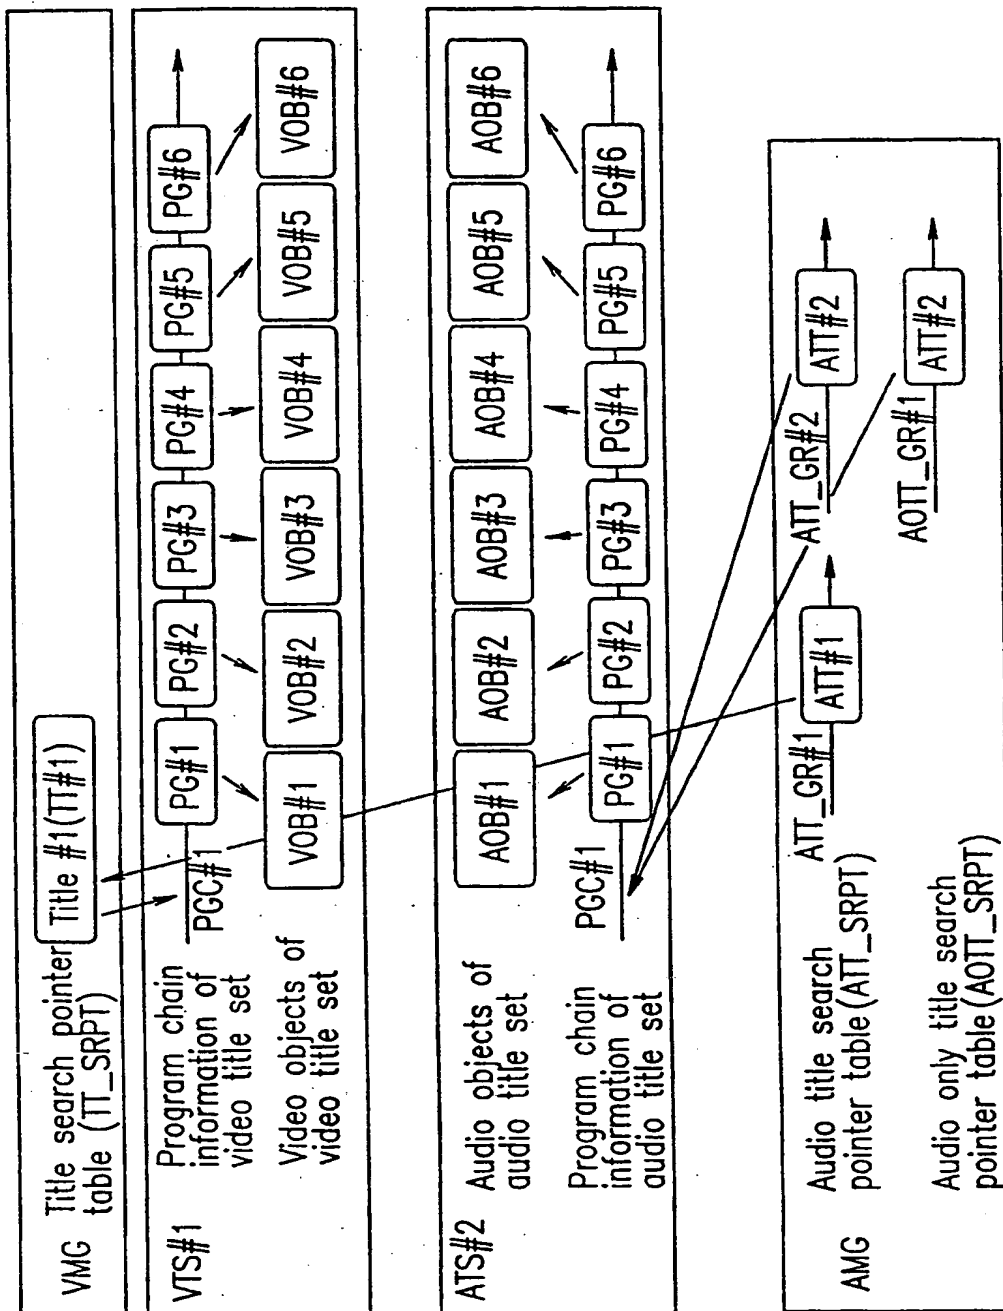 VMG
Title search pointer
table (TT_SRPT)
Title #1(TT#1)
VTS#1
Program chain
information of
video title set
PGC#1
PG#1
PG#2
PG#3
PG#4
PG#5
PG#6
Video objects of
video title set
VOB#1
VOB#2
VOB#3
VOB#4
VOB#5
VOB#6
ATS#2
Audio objects of
audio title set
AOB#1
AOB#2
AOB#3
AOB#4
AOB#5
AOB#6
Program chain
information of
audio title set
PGC#1
PG#1
PG#2
PG#3
PG#4
PG#5
PG#6
AMG
Audio title search
pointer table(ATT_SRPT)
ATT_GR#1
ATT#1
ATT_GR#2
ATT#2
Audio only title search
pointer table(AOTT_SRPT)
AOTT_GR#1
ATT#2